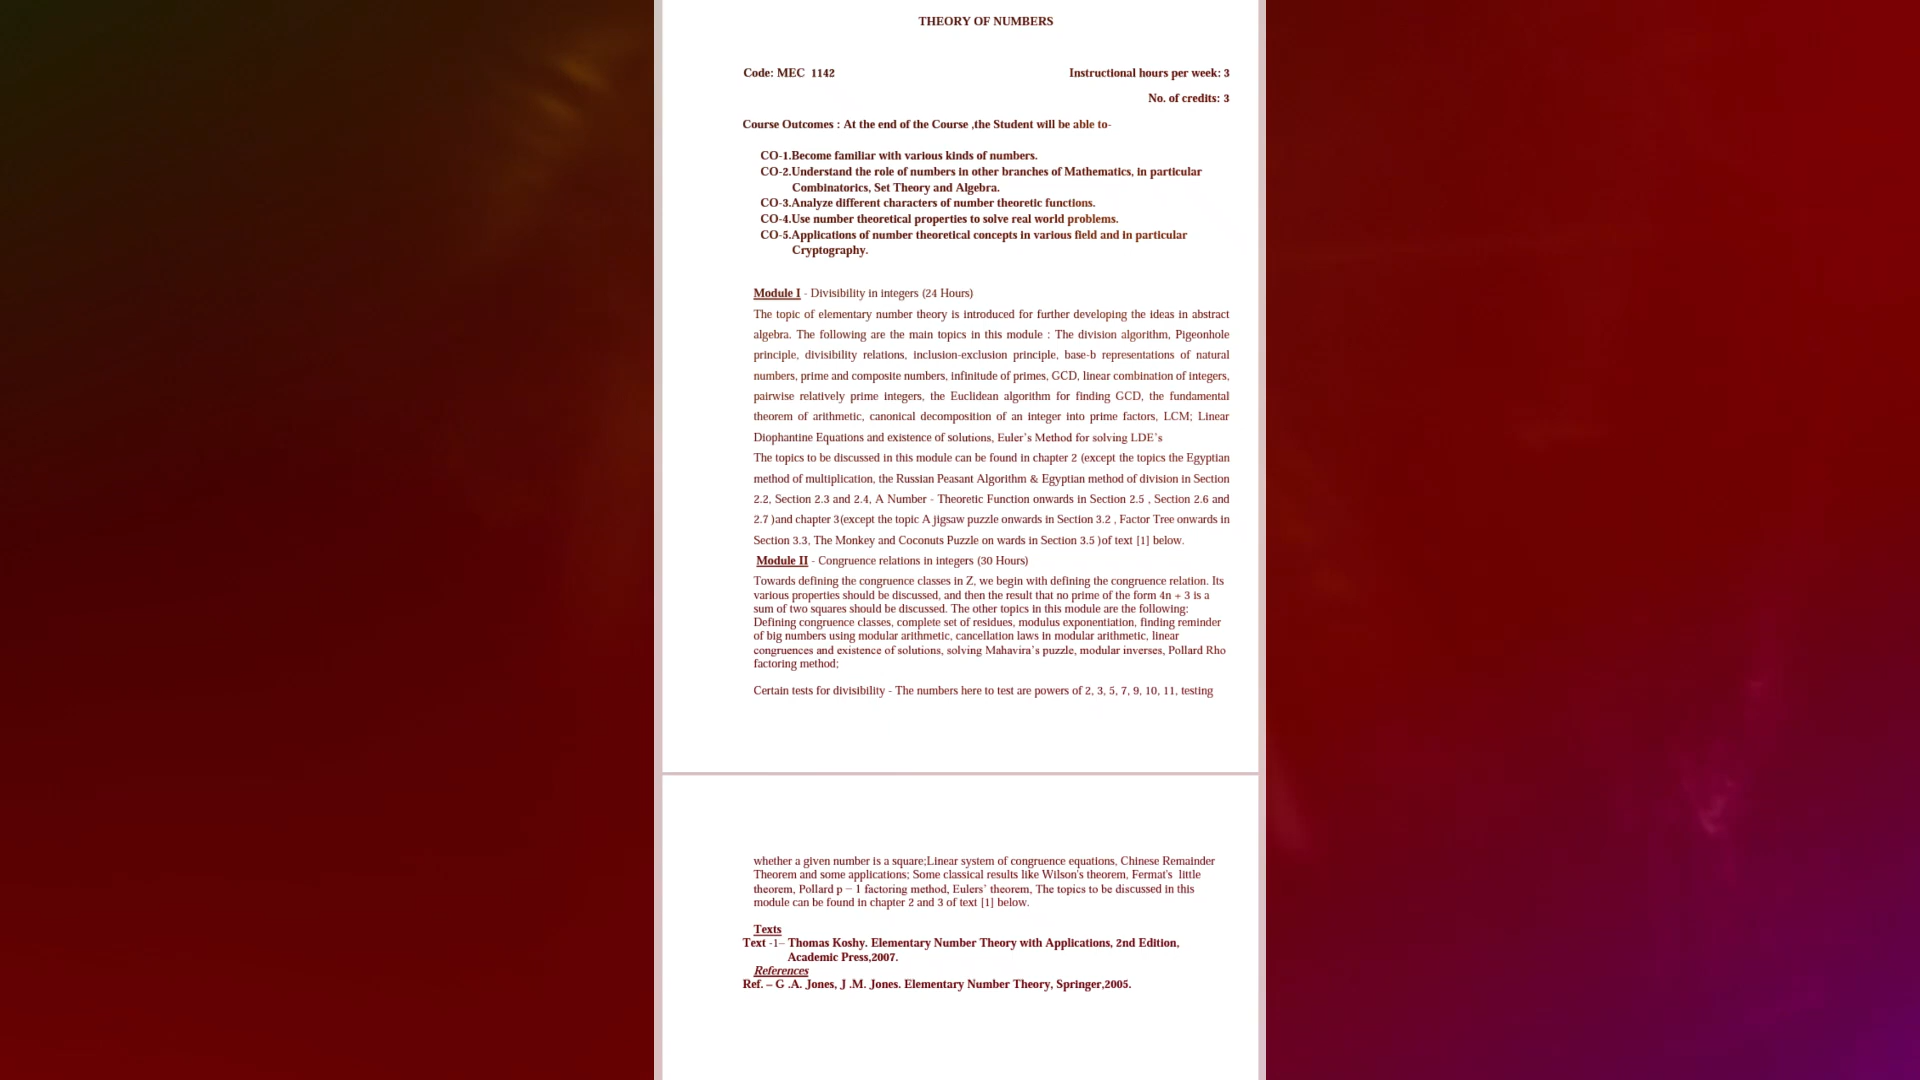 THEORY OF NUMBERS
Code: MEC 1142
Instructional hours per week: 3
No. of credits: 3
Course Outcomes : At the end of the Course ,the Student will be able to-
CO-1.Become familiar with various kinds of numbers.
CO-2.Understand the role of numbers in other branches of Mathematics, in particular
Combinatorics, Set Theory and Algebra.
CO-3.Analyze different characters of number theoretic functions.
CO-4.Use number theoretical properties to solve real world problems.
CO-5.Applications of number theoretical concepts in various field and in particular
Cryptography.
Module I - Divisibility in integers (24 Hours)
The topic of elementary number theory is introduced for further developing the ideas in abstract
algebra. The following are the main topics in this module : The division algorithm, Pigeonhole
principle, divisibility relations, inclusion-exclusion principle, base-b representations of natural
numbers, prime and composite numbers, infinitude of primes, GCD, linear combination of integers,
pairwise relatively prime integers, the Euclidean algorithm for finding GCD, the fundamental
theorem of arithmetic, canonical decomposition of an integer into prime factors, LCM; Linear
Diophantine Equations and existence of solutions, Euler's Method for solving LDE's
The topics to be discussed in this module can be found in chapter 2 (except the topics the Egyptian
method of multiplication, the Russian Peasant Algorithm & Egyptian method of division in Section
2.2, Section 2.3 and 2.4, A Number - Theoretic Function onwards in Section 2.5 , Section 2.6 and
2.7 )and chapter 3(except the topic A jigsaw puzzle onwards in Section 3.2 , Factor Tree onwards in
Section 3.3, The Monkey and Coconuts Puzzle on wards in Section 3.5 )of text [1] below.
Module II - Congruence relations in integers (30 Hours)
Towards defining the congruence classes in Z, we begin with defining the congruence relation. Its
various properties should be discussed, and then the result that no prime of the form 4n + 3 is a
sum of two squares should be discussed. The other topics in this module are the following:
Defining congruence classes, complete set of residues, modulus exponentiation, finding reminder
of big numbers using modular arithmetic, cancellation laws in modular arithmetic, linear
congruences and existence of solutions, solving Mahavira's puzzle, modular inverses, Pollard Rho
factoring method;
Certain tests for divisibility - The numbers here to test are powers of 2, 3, 5, 7, 9, 10, 11, testing
whether a given number is a square;Linear system of congruence equations, Chinese Remainder
Theorem and some applications; Some classical results like Wilson's theorem, Fermat's little
theorem, Pollard p − 1 factoring method, Eulers' theorem, The topics to be discussed in this
module can be found in chapter 2 and 3 of text [1] below.
Texts
Text -1– Thomas Koshy. Elementary Number Theory with Applications, 2nd Edition,
Academic Press,2007.
References
Ref. – G .A. Jones, J .M. Jones. Elementary Number Theory, Springer,2005.